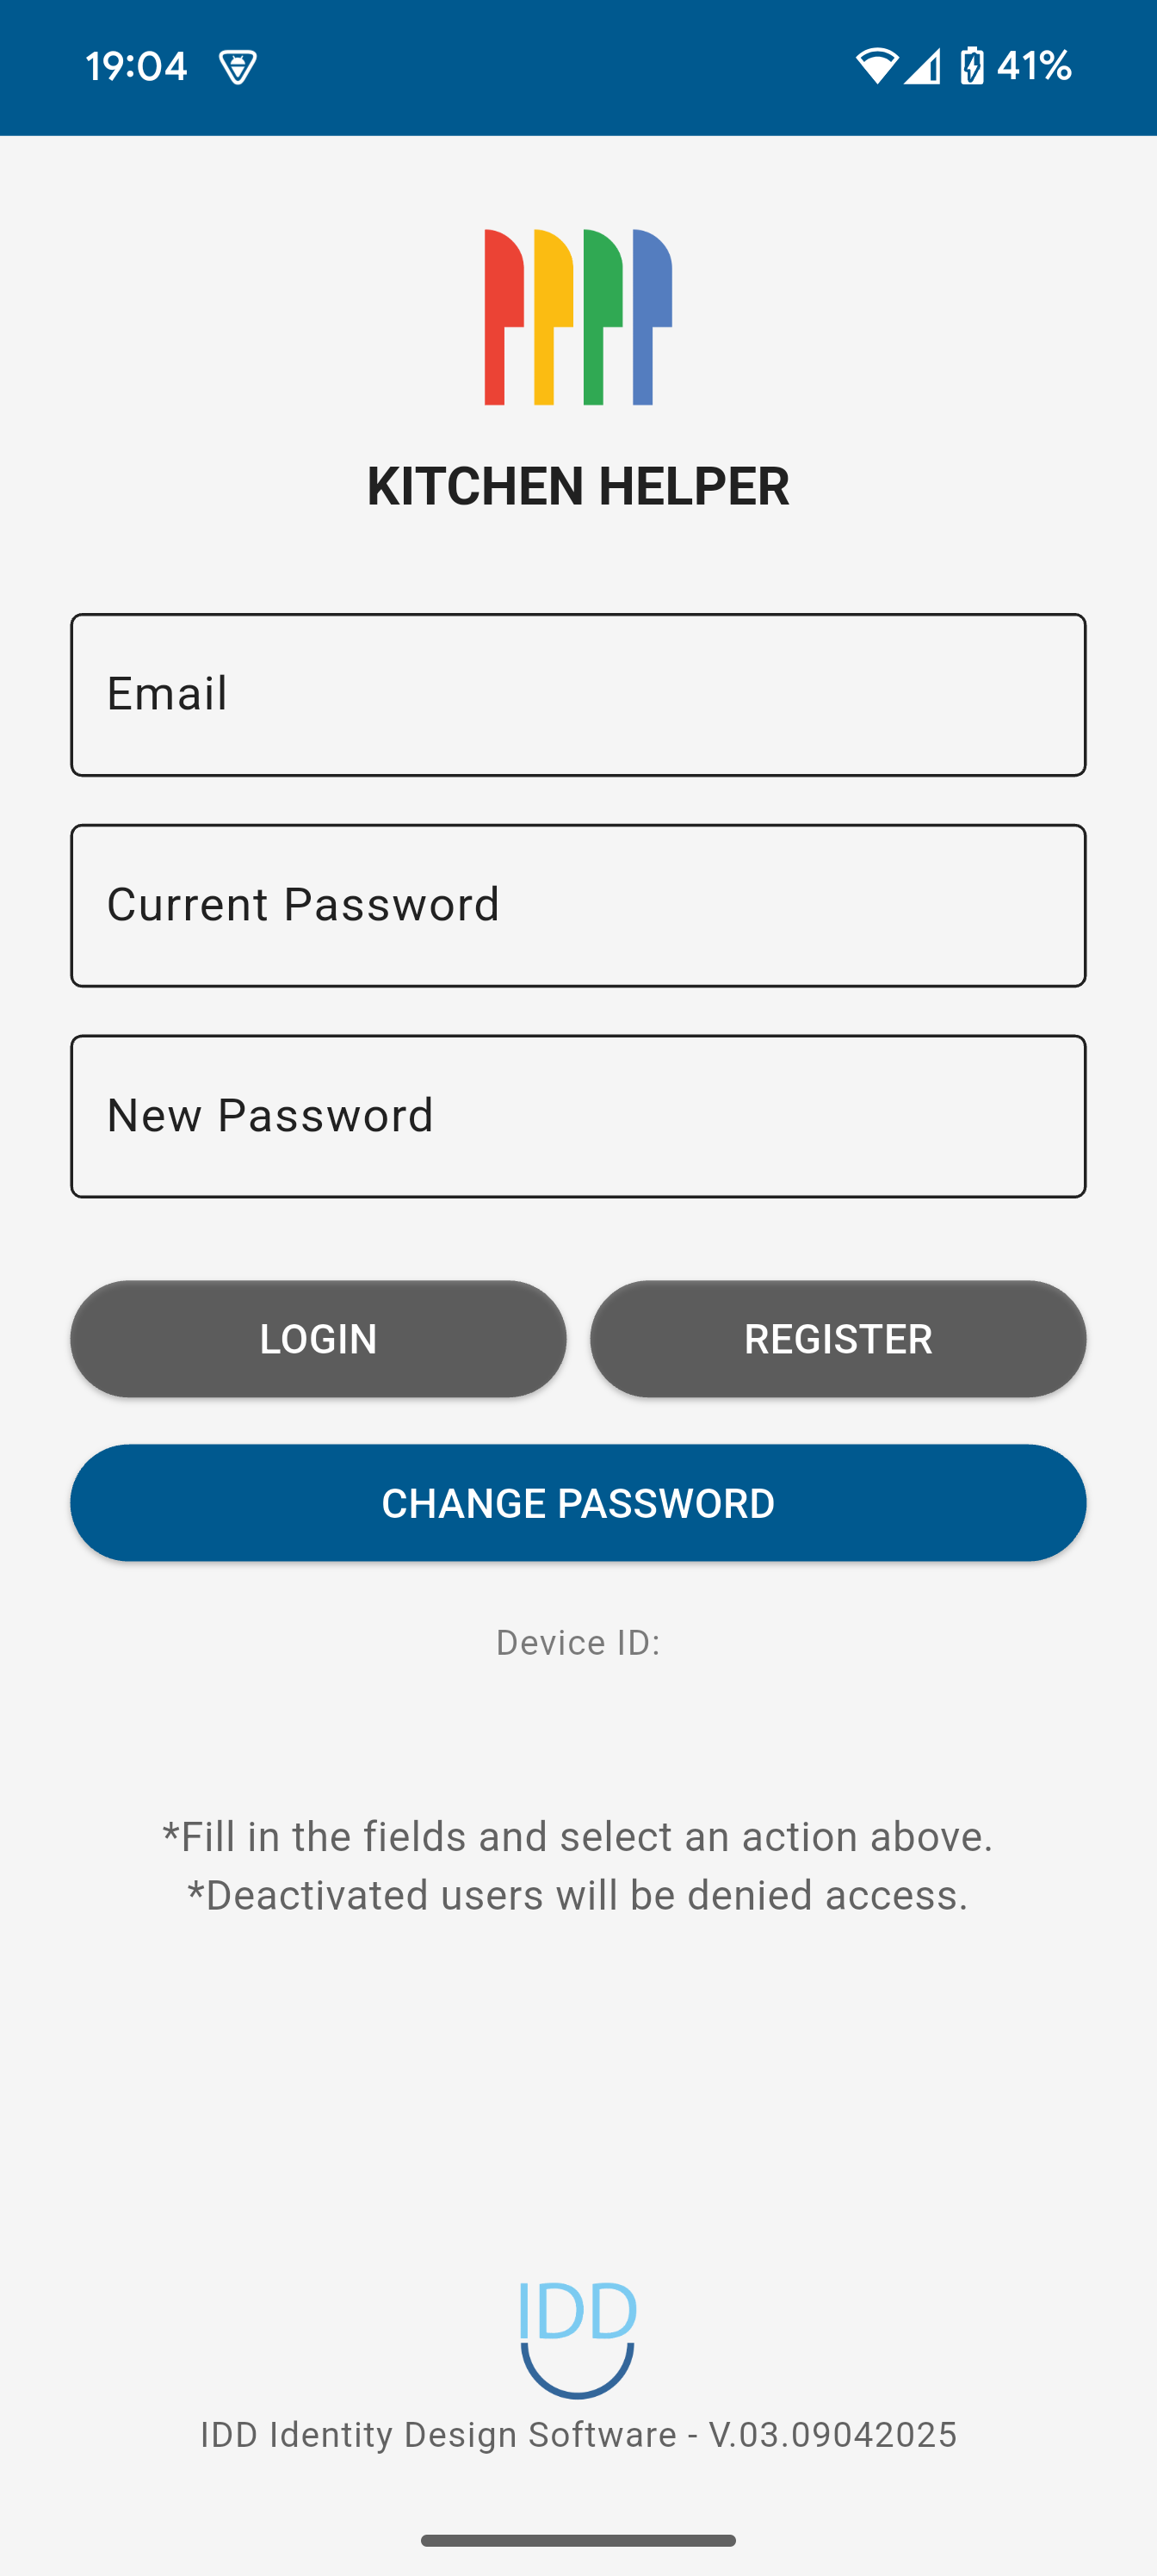 19:04
41%
KITCHEN HELPER
Email
Current Password
New Password
LOGIN
REGISTER
CHANGE PASSWORD
Device ID:
*Fill in the fields and select an action above.
*Deactivated users will be denied access.
IDD
IDD Identity Design Software - V.03.09042025